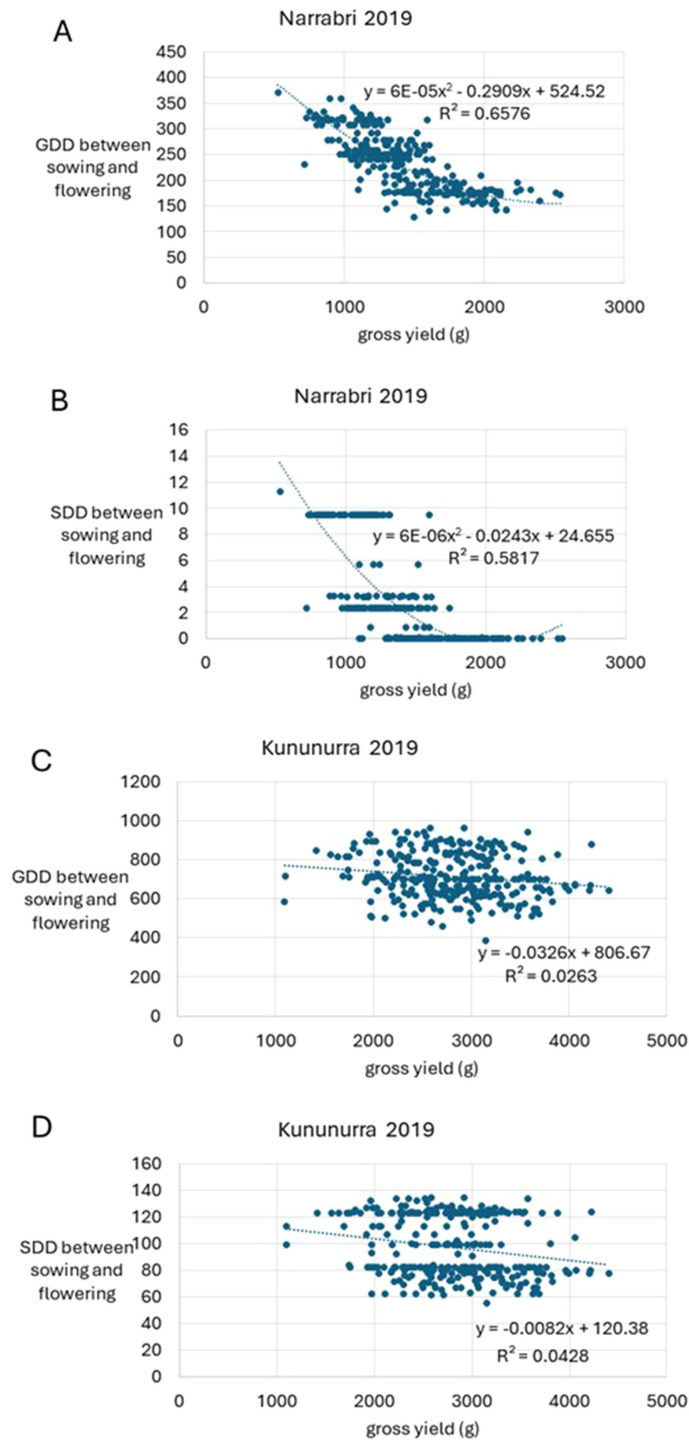 A
Narrabri 2019
450
400
350
300
250
200
150
100
50
0
GDD between
sowing and
flowering
y = 6E-05x² - 0.2909x + 524.52
R² = 0.6576
0 1000 2000 3000
gross yield (g)
B
Narrabri 2019
16
14
12
10
8
6
4
2
0
SDD between
sowing and
flowering
y = 6E-06x² - 0.0243x + 24.655
R² = 0.5817
0 1000 2000 3000
gross yield (g)
C
Kununurra 2019
1200
1000
800
600
400
200
0
GDD between
sowing and
flowering
y = -0.0326x + 806.67
R² = 0.0263
0 1000 2000 3000 4000 5000
gross yield (g)
D
Kununurra 2019
160
140
120
100
80
60
40
20
0
SDD between
sowing and
flowering
y = -0.0082x + 120.38
R² = 0.0428
0 1000 2000 3000 4000 5000
gross yield (g)